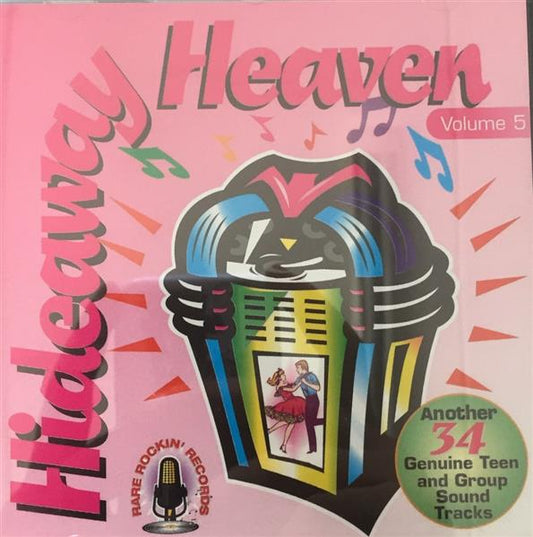 Hideaway
Heaven
Volume 5
RARE ROCKIN' RECORDS
Another
34
Genuine Teen
and Group
Sound
Tracks